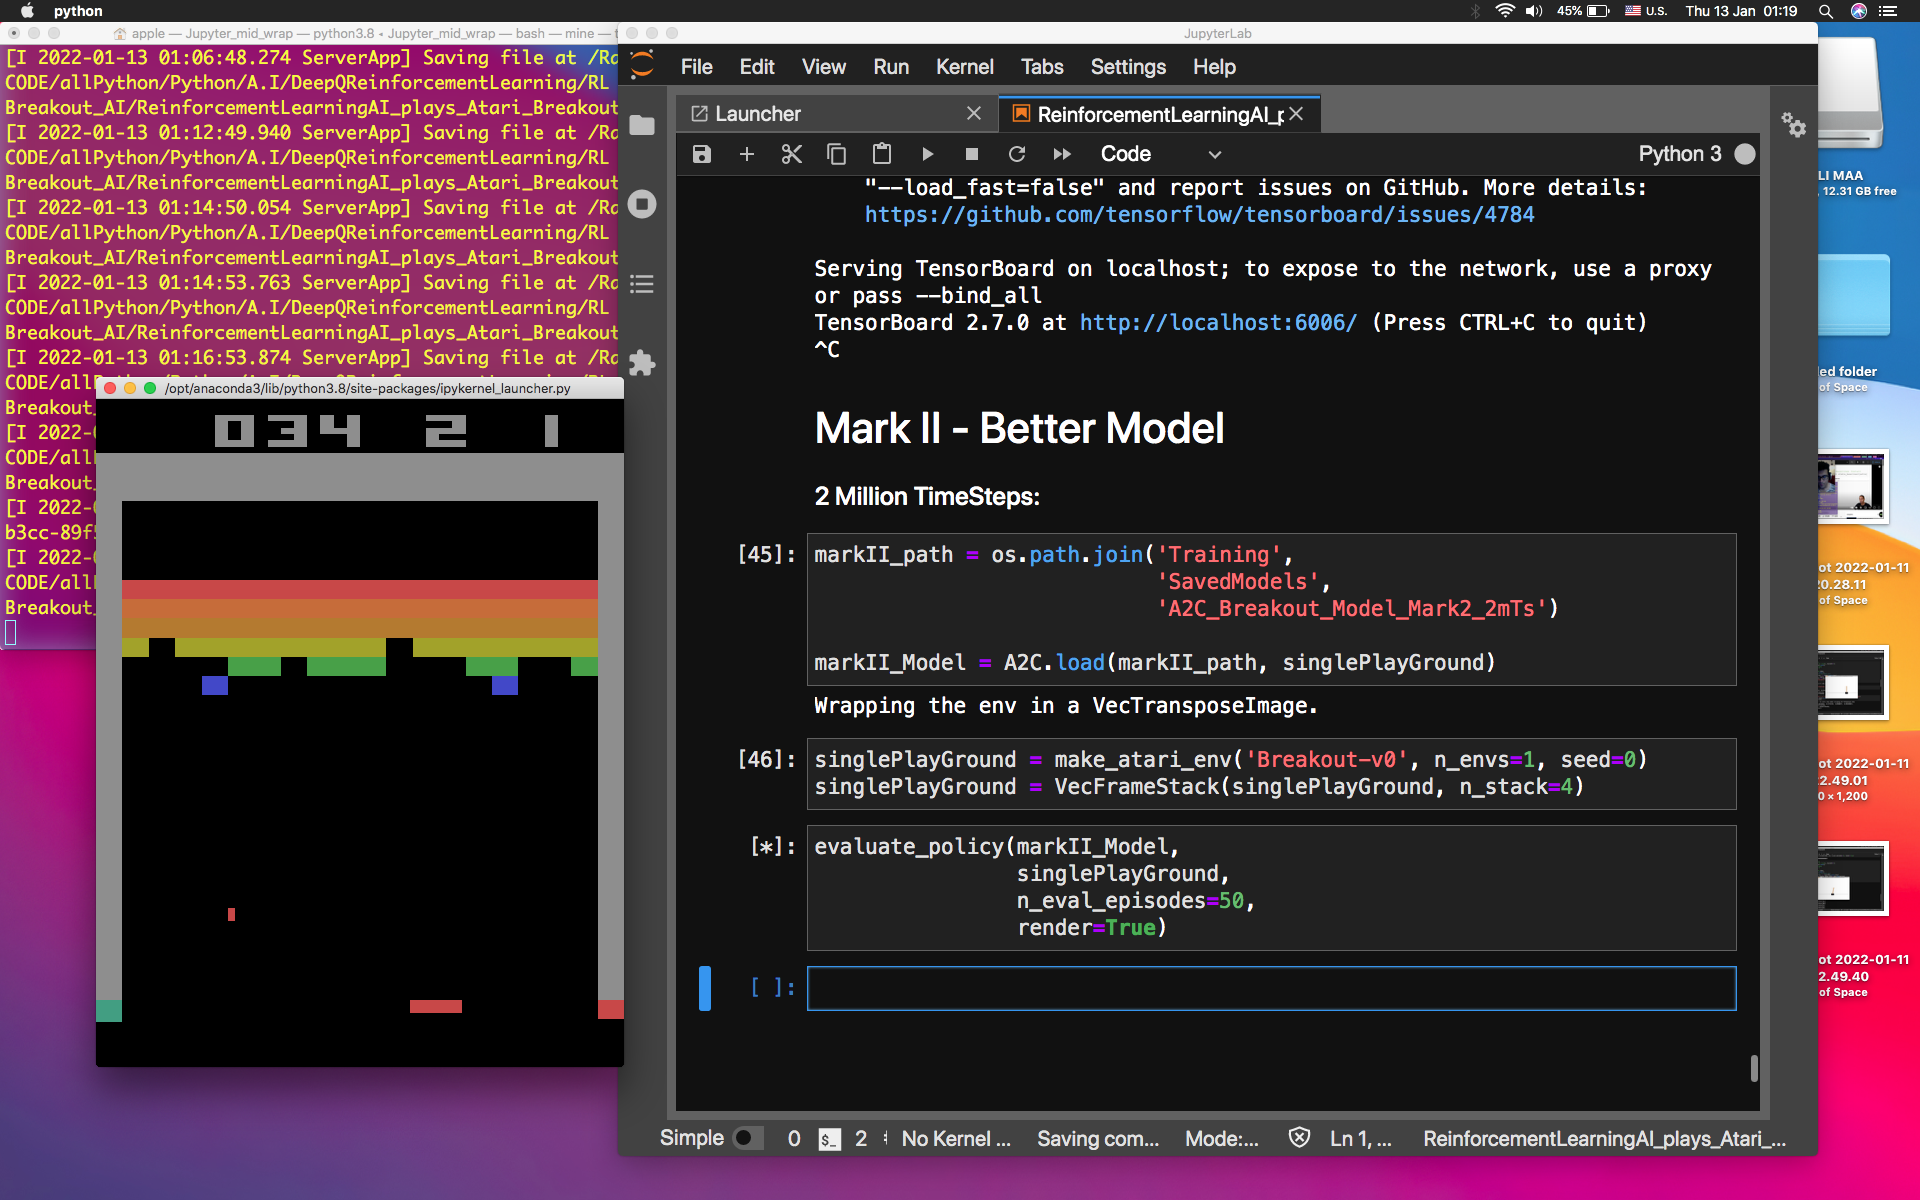 python
45%
U.S.
Thu 13 Jan 01:19
apple — Jupyter_mid_wrap — python3.8 ◂ Jupyter_mid_wrap — bash — mine —
[I 2022-01-13 01:06:48.274 ServerApp] Saving file at
CODE/allPython/Python/A.I/DeepQReinforcementLearning/RL
Breakout_AI/ReinforcementLearningAI_plays_Atari_Breakout
[I 2022-01-13 01:12:49.940 ServerApp] Saving file at
CODE/allPython/Python/A.I/DeepQReinforcementLearning/RL
Breakout_AI/ReinforcementLearningAI_plays_Atari_Breakout
[I 2022-01-13 01:14:50.054 ServerApp] Saving file at
CODE/allPython/Python/A.I/DeepQReinforcementLearning/RL
Breakout_AI/ReinforcementLearningAI_plays_Atari_Breakout
[I 2022-01-13 01:14:53.763 ServerApp] Saving file at
CODE/allPython/Python/A.I/DeepQReinforcementLearning/RL
Breakout_AI/ReinforcementLearningAI_plays_Atari_Breakout
[I 2022-01-13 01:16:53.874 ServerApp] Saving file at
CODE/all
Breakout_
[I 2022-
CODE/all
Breakout_
[I 2022-
b3cc-89f
[I 2022-
CODE/all
Breakout_
/opt/anaconda3/lib/python3.8/site-packages/ipykernel_launcher.py
034 2 1
JupyterLab
File Edit View Run Kernel Tabs Settings Help
Launcher
ReinforcementLearningAI_p
Code
Python 3
"--load_fast=false" and report issues on GitHub. More details:
https://github.com/tensorflow/tensorboard/issues/4784
Serving TensorBoard on localhost; to expose to the network, use a proxy
or pass --bind_all
TensorBoard 2.7.0 at http://localhost:6006/ (Press CTRL+C to quit)
^C
Mark II - Better Model
2 Million TimeSteps:
[45]: markII_path = os.path.join('Training',
'SavedModels',
'A2C_Breakout_Model_Mark2_2mTs')
markII_Model = A2C.load(markII_path, singlePlayGround)
Wrapping the env in a VecTransposeImage.
[46]: singlePlayGround = make_atari_env('Breakout-v0', n_envs=1, seed=0)
singlePlayGround = VecFrameStack(singlePlayGround, n_stack=4)
[*]: evaluate_policy(markII_Model,
singlePlayGround,
n_eval_episodes=50,
render=True)
[ ]:
Simple 0 $_ 2 No Kernel ... Saving com... Mode:... Ln 1, ... ReinforcementLearningAI_plays_Atari_...
LI MAA
12.31 GB free
ed folder
of Space
ot 2022-01-11
0.28.11
of Space
ot 2022-01-11
2.49.01
0 × 1,200
ot 2022-01-11
2.49.40
of Space